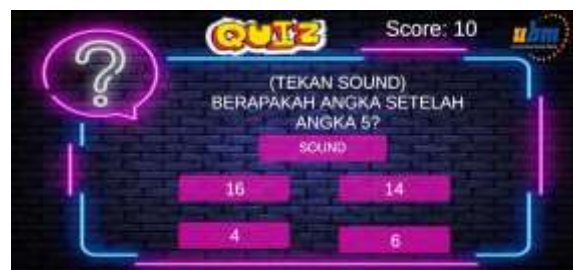 QUIZ
Score: 10
ubm
?
(TEKAN SOUND)
BERAPAKAH ANGKA SETELAH
ANGKA 5?
SOUND
16
14
4
6